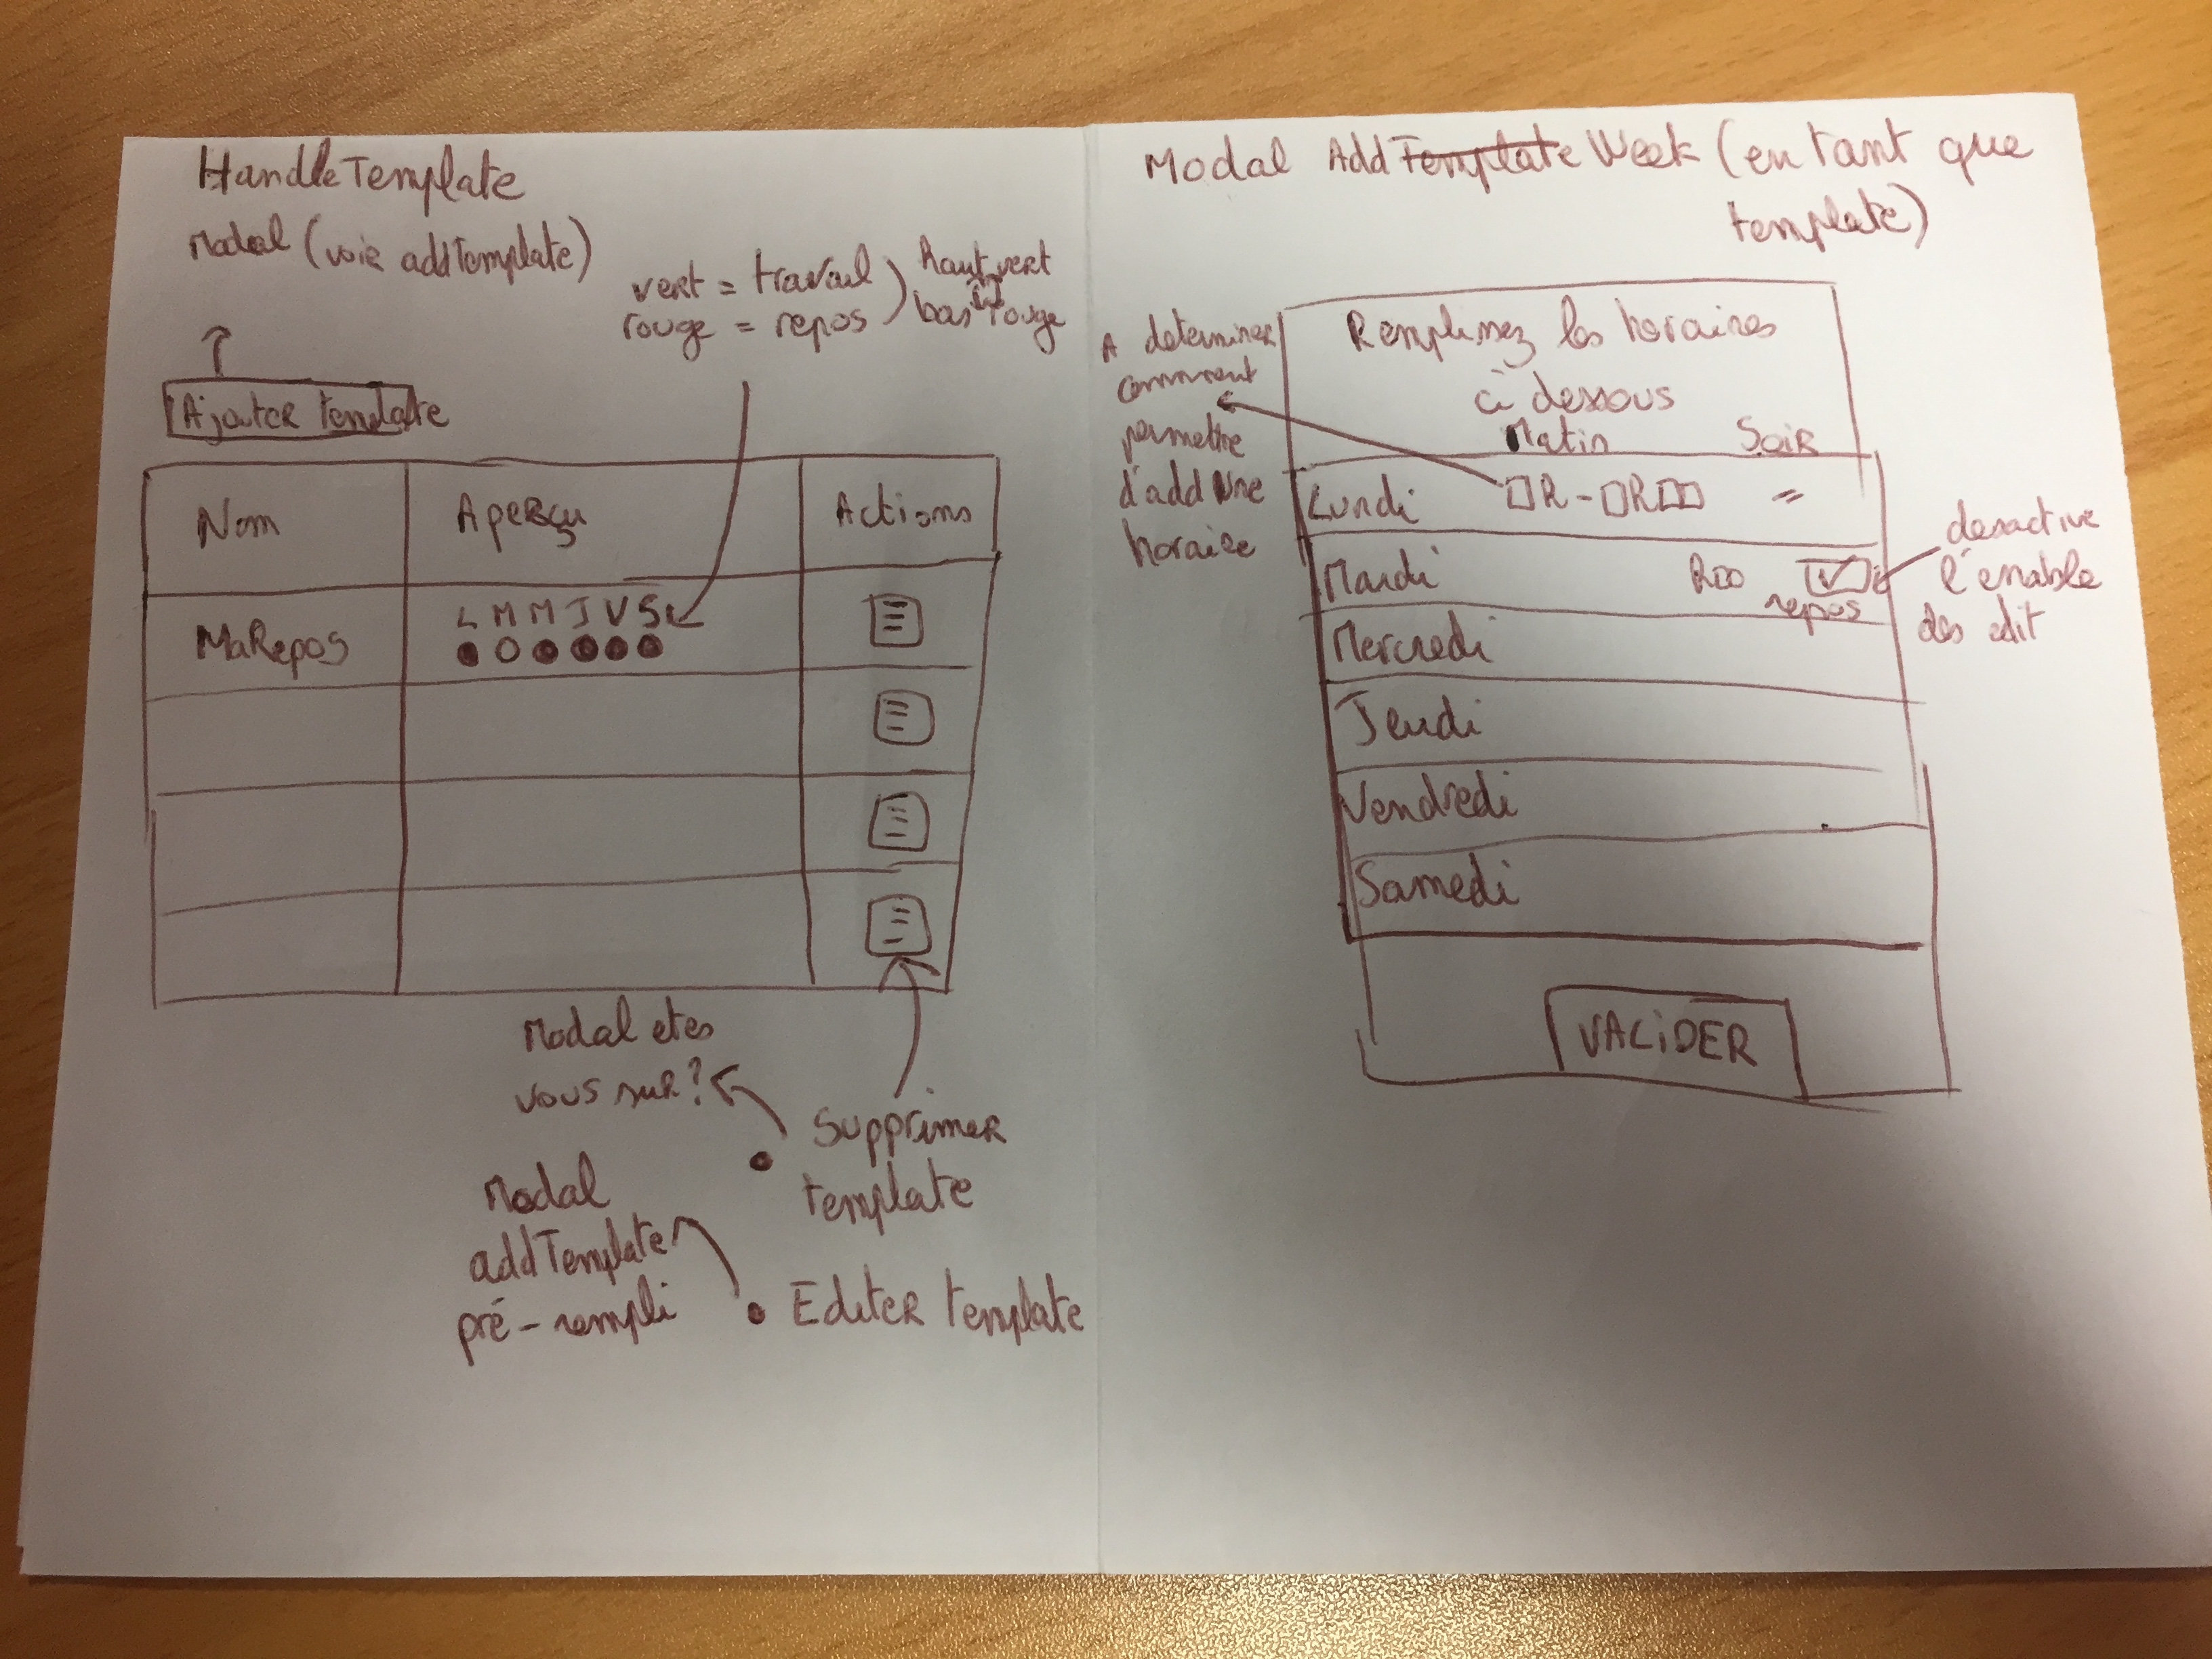 HandleTemplate
Modal (voir addTemplate)
vert = travail
rouge = repos
haut vert
bas rouge
Ajouter template
Nom Aperçu Actions
L M M J V S
MaRepos
Modal etes
vous sur?
Supprimer
template
Modal
addTemplate
pré-rempli
Editer template
Modal Add Template Week (en tant que
template)
A determiner
comment
permettre
d'add une
horaire
Remplissez les horaires
ci dessous
Matin Soir
Lundi
Mardi
repos
desactive
l'enable
des edit
Mercredi
Jeudi
Vendredi
Samedi
VALIDER